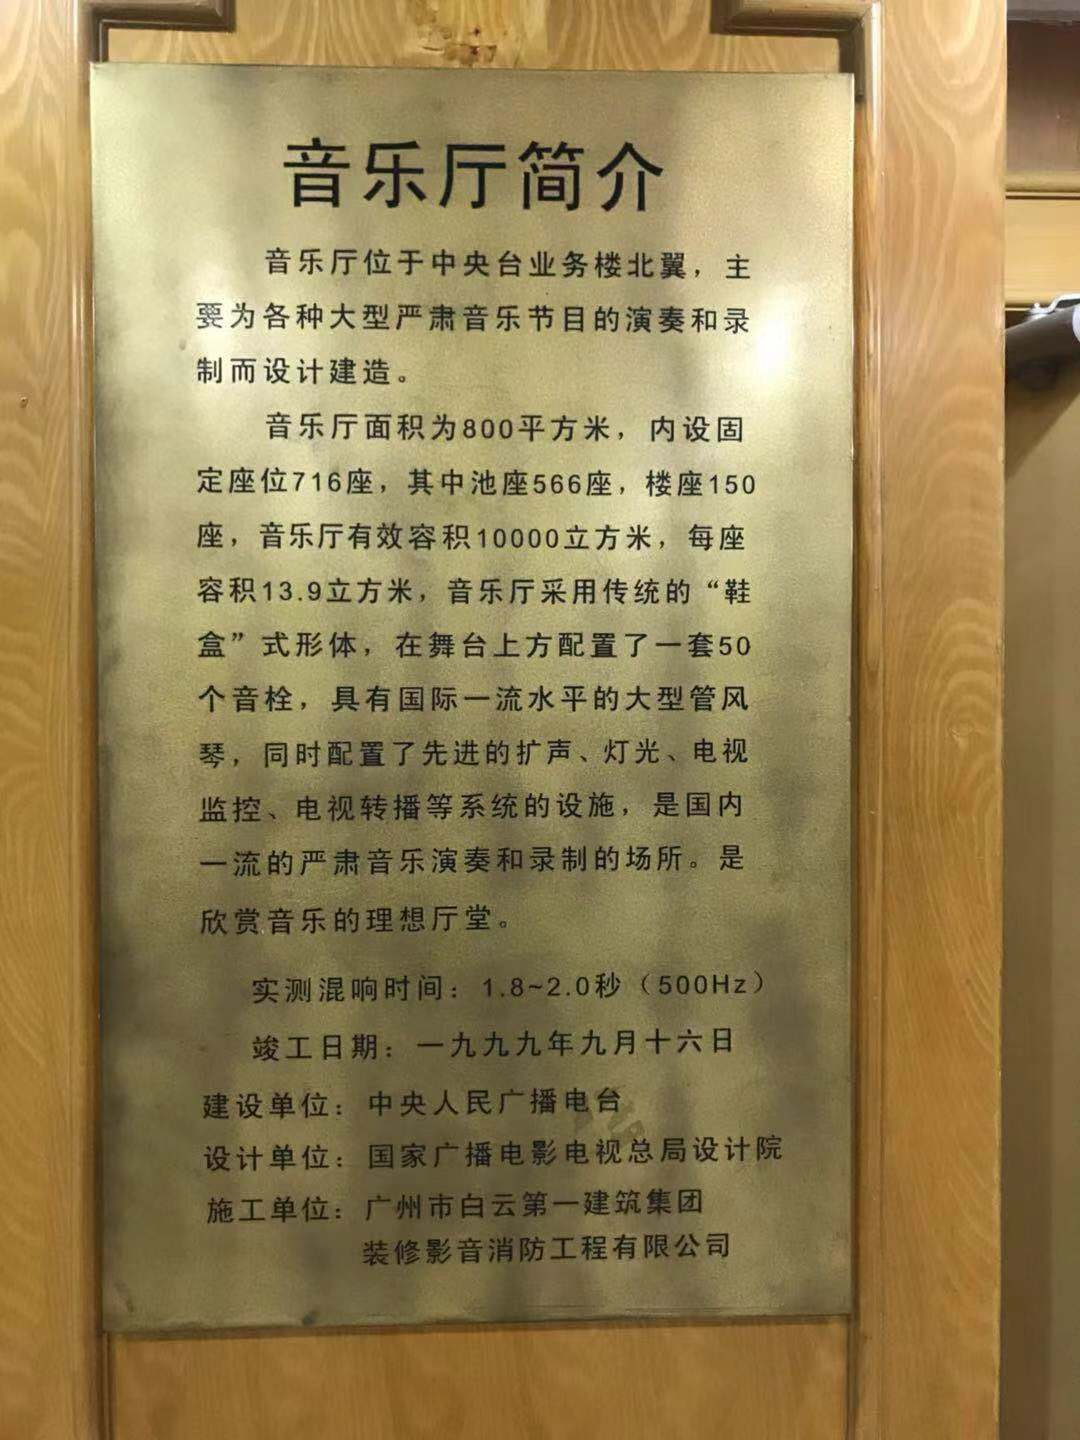 音乐厅简介
音乐厅位于中央台业务楼北翼，主
要为各种大型严肃音乐节目的演奏和录
制而设计建造。
音乐厅面积为800平方米，内设固
定座位716座，其中池座566座，楼座150
座，音乐厅有效容积10000立方米，每座
容积13.9立方米，音乐厅采用传统的“鞋
盒”式形体，在舞台上方配置了一套50
个音栓，具有国际一流水平的大型管风
琴，同时配置了先进的扩声、灯光、电视
监控、电视转播等系统的设施，是国内
一流的严肃音乐演奏和录制的场所。是
欣赏音乐的理想厅堂。
实测混响时间：1.8~2.0秒（500Hz）
竣工日期：一九九九年九月十六日
建设单位：中央人民广播电台
设计单位：国家广播电影电视总局设计院
施工单位：广州市白云第一建筑集团
装修影音消防工程有限公司